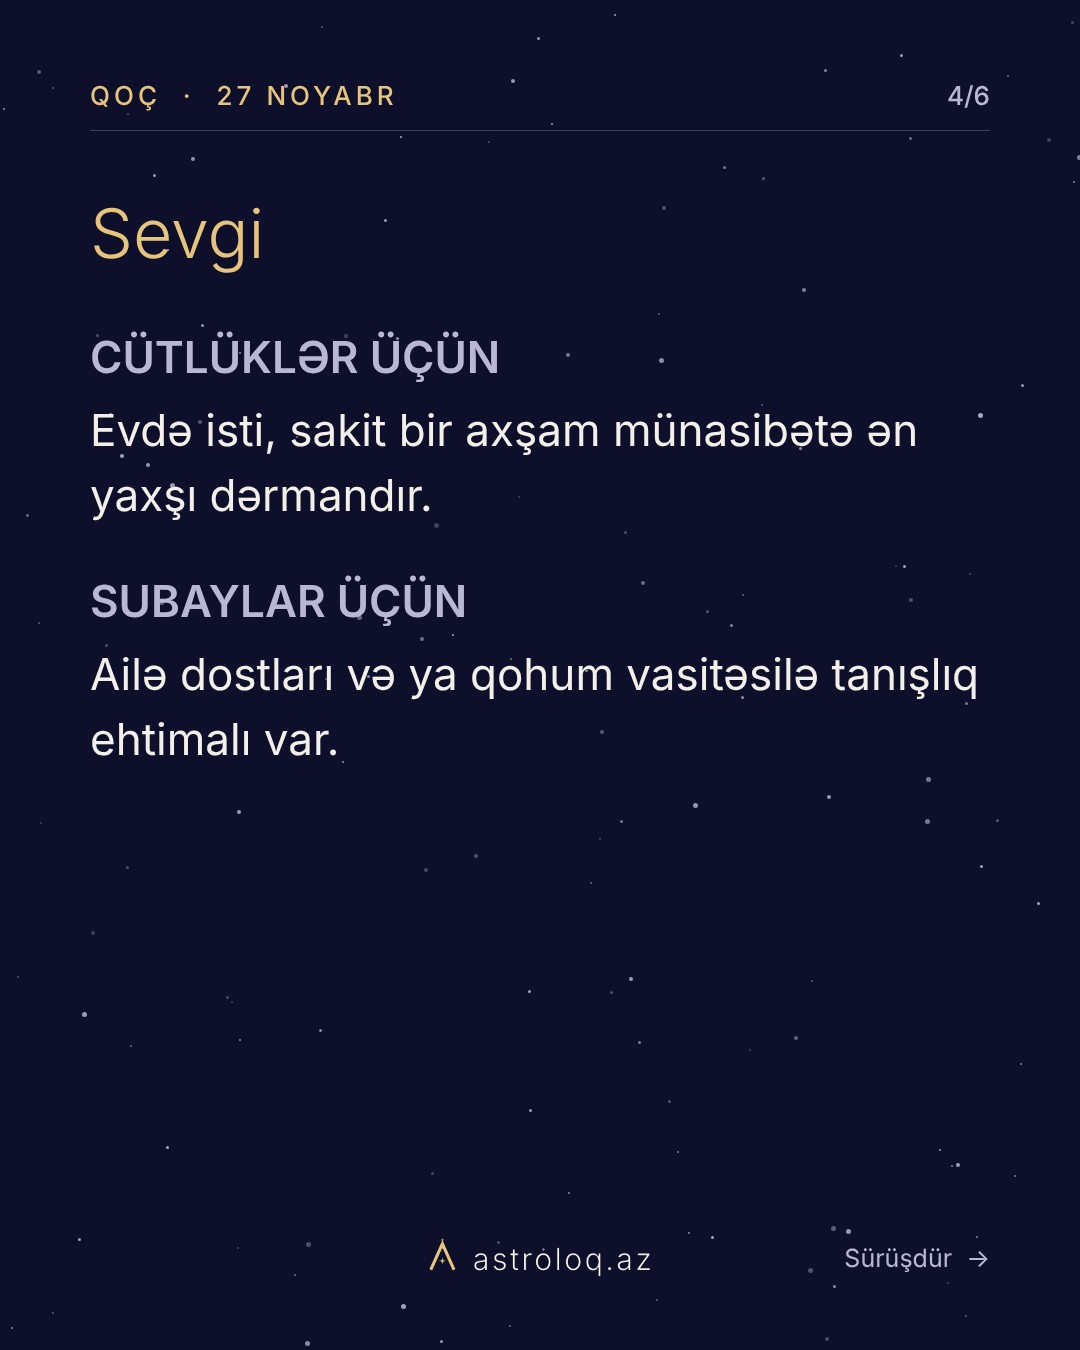 QOÇ · 27 NOYABR
4/6
Sevgi
CÜTLÜKLƏR ÜÇÜN
Evdə isti, sakit bir axşam münasibətə ən
yaxşı dərmandır.
SUBAYLAR ÜÇÜN
Ailə dostları və ya qohum vasitəsilə tanışlıq
ehtimalı var.
astroloq.az
Sürüşdür →